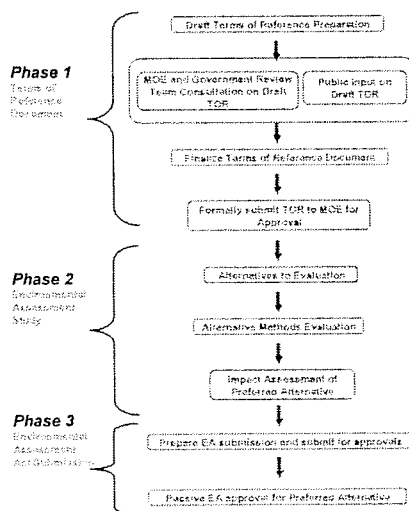 Draft Terms of Reference Preparation
Phase 1
Terms of
Reference
Document
MOE and Government Review
Team Consultation on Draft
TOR
Public Input on
Draft TOR
Finalize Terms of Reference Document
Formally submit TOR to MOE for
Approval
Phase 2
Environmental
Assessment
Study
Alternatives to Evaluation
Alternative Methods Evaluation
Impact Assessment of
Preferred Alternative
Phase 3
Environmental
Assessment
Act Submission
Prepare EA submission and submit for approvals
EA approval for Preferred Alternative